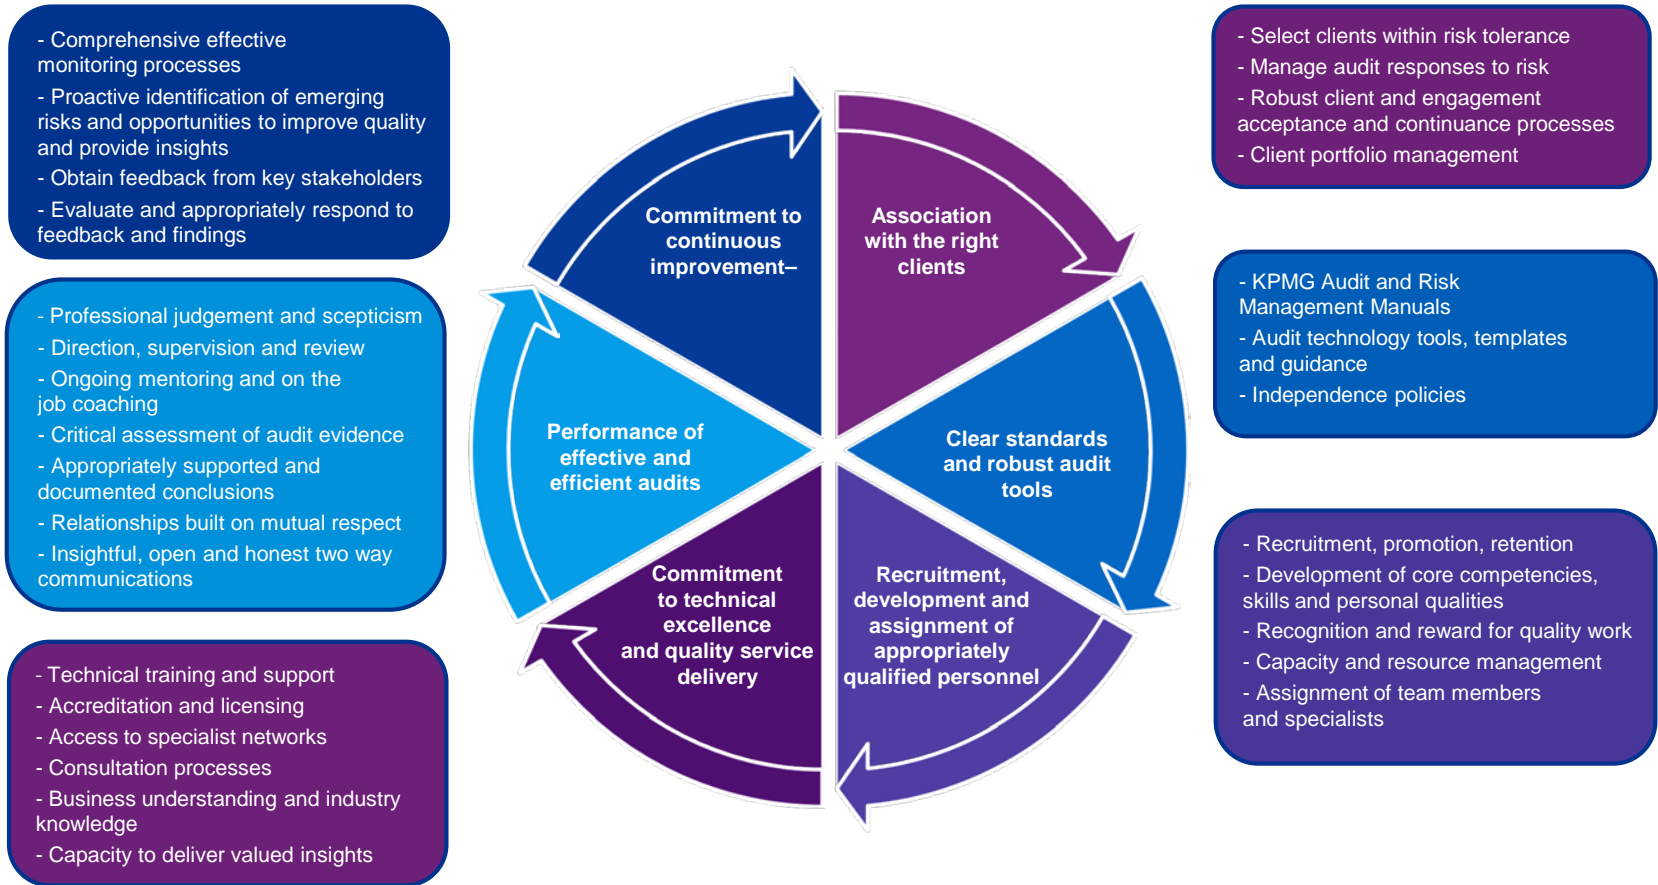 - Comprehensive effective
monitoring processes
- Proactive identification of emerging
risks and opportunities to improve quality
and provide insights
- Obtain feedback from key stakeholders
- Evaluate and appropriately respond to
feedback and findings
- Professional judgement and scepticism
- Direction, supervision and review
- Ongoing mentoring and on the
job coaching
- Critical assessment of audit evidence
- Appropriately supported and
documented conclusions
- Relationships built on mutual respect
- Insightful, open and honest two way
communications
- Technical training and support
- Accreditation and licensing
- Access to specialist networks
- Consultation processes
- Business understanding and industry
knowledge
- Capacity to deliver valued insights
Commitment to
continuous
improvement–
Association
with the right
clients
Performance of
effective and
efficient audits
Clear standards
and robust audit
tools
Commitment
to technical
excellence
and quality service
delivery
Recruitment,
development and
assignment of
appropriately
qualified personnel
- Select clients within risk tolerance
- Manage audit responses to risk
- Robust client and engagement
acceptance and continuance processes
- Client portfolio management
- KPMG Audit and Risk
Management Manuals
- Audit technology tools, templates
and guidance
- Independence policies
- Recruitment, promotion, retention
- Development of core competencies,
skills and personal qualities
- Recognition and reward for quality work
- Capacity and resource management
- Assignment of team members
and specialists